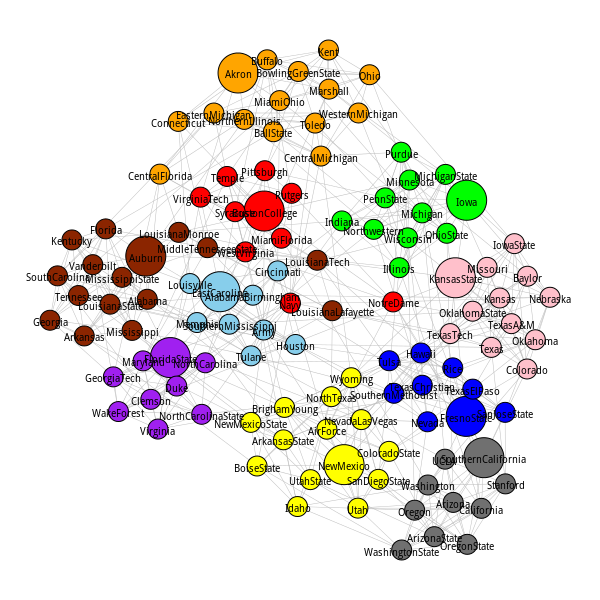 Kent
Buffalo
BowlingGreenState
Akron
Ohio
Marshall
MiamiOhio
EasternMichigan
Connecticut
NorthernIllinois
WesternMichigan
Toledo
BallState
CentralMichigan
Purdue
Pittsburgh
Temple
CentralFlorida
MichiganState
Minnesota
Rutgers
VirginiaTech
PennState
Iowa
Syracuse
BostonCollege
Michigan
Indiana
Florida
Northwestern
LouisianaMonroe
OhioState
Wisconsin
Kentucky
MiamiFlorida
IowaState
MiddleTennesseeState
WestVirginia
Auburn
LouisianaTech
Vanderbilt
Missouri
Illinois
Cincinnati
SouthCarolina
MississippiState
KansasState
Baylor
Louisville
EastCarolina
AlabamaBirmingham
Tennessee
Alabama
Kansas
Nebraska
LouisianaState
Navy
NotreDame
LouisianaLafayette
OklahomaState
Georgia
Memphis
SouthernMississippi
TexasA&M
Mississippi
Army
Arkansas
TexasTech
Oklahoma
Houston
Texas
Hawaii
Tulane
FloridaState
Maryland
NorthCarolina
Tulsa
Rice
Colorado
GeorgiaTech
Wyoming
Duke
TexasChristian
TexasElPaso
SouthernMethodist
Clemson
NorthTexas
BrighamYoung
WakeForest
NorthCarolinaState
SanJoseState
FresnoState
NevadaLasVegas
Nevada
NewMexicoState
Virginia
AirForce
ArkansasState
ColoradoState
SouthernCalifornia
UCLA
NewMexico
BoiseState
UtahState
SanDiegoState
Washington
Stanford
Arizona
Idaho
Utah
Oregon
California
ArizonaState
OregonState
WashingtonState